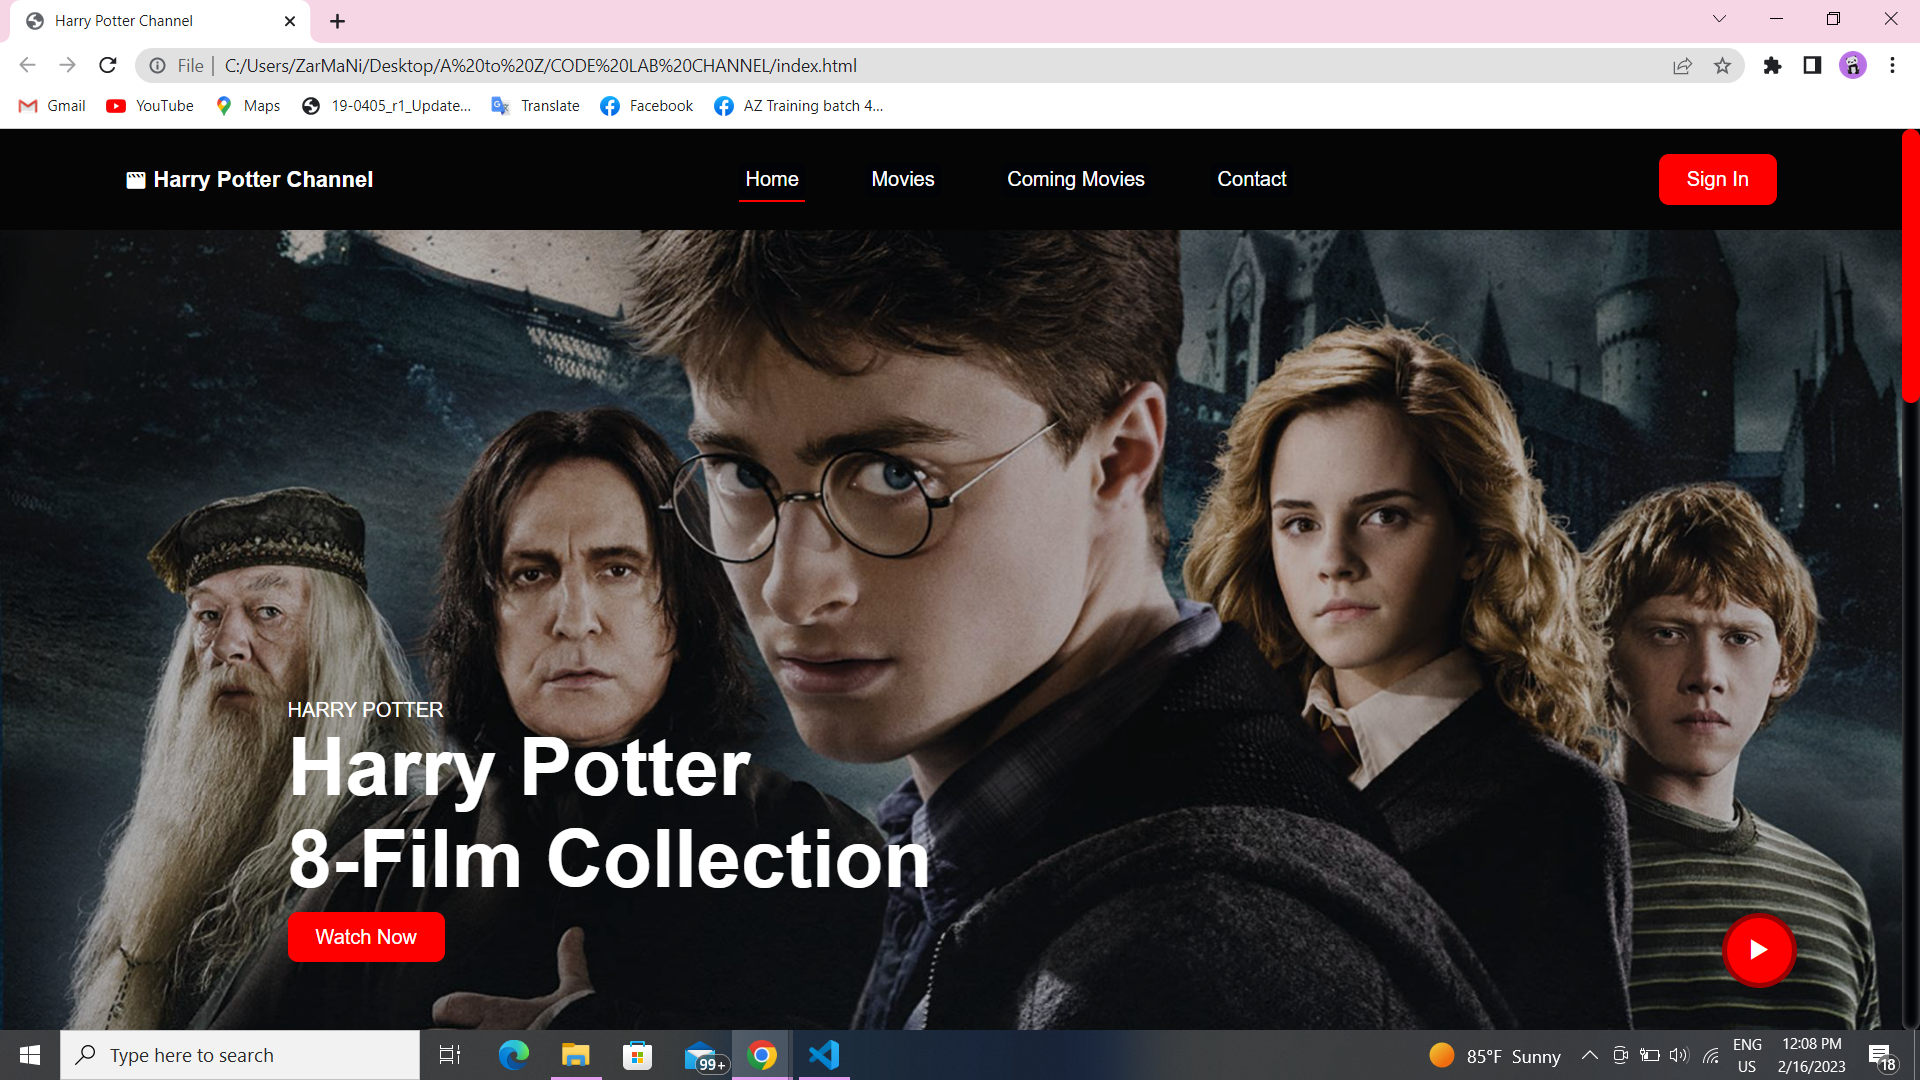 Harry Potter Channel
File | C:/Users/ZarMaNi/Desktop/A%20to%20Z/CODE%20LAB%20CHANNEL/index.html
Gmail YouTube Maps 19-0405_r1_Update... Translate Facebook AZ Training batch 4...
Harry Potter Channel Home Movies Coming Movies Contact Sign In
HARRY POTTER
Harry Potter
8-Film Collection
Watch Now
Type here to search 99+ 85°F Sunny ENG 12:08 PM
US 2/16/2023 18